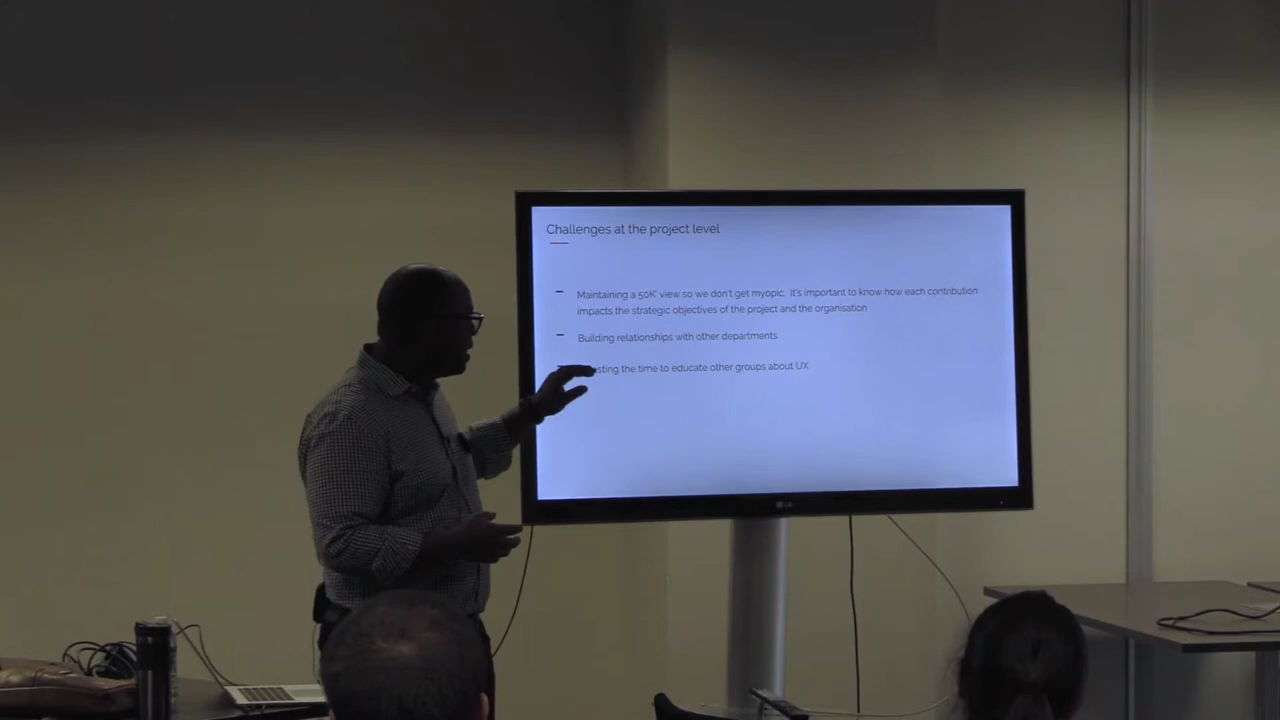 Challenges at the project level
– Maintaining a 50K' view so we don't get myopic. It's important to know how each contribution
impacts the strategic objectives of the project and the organisation
– Building relationships with other departments
the time to educate other groups about UX
LG